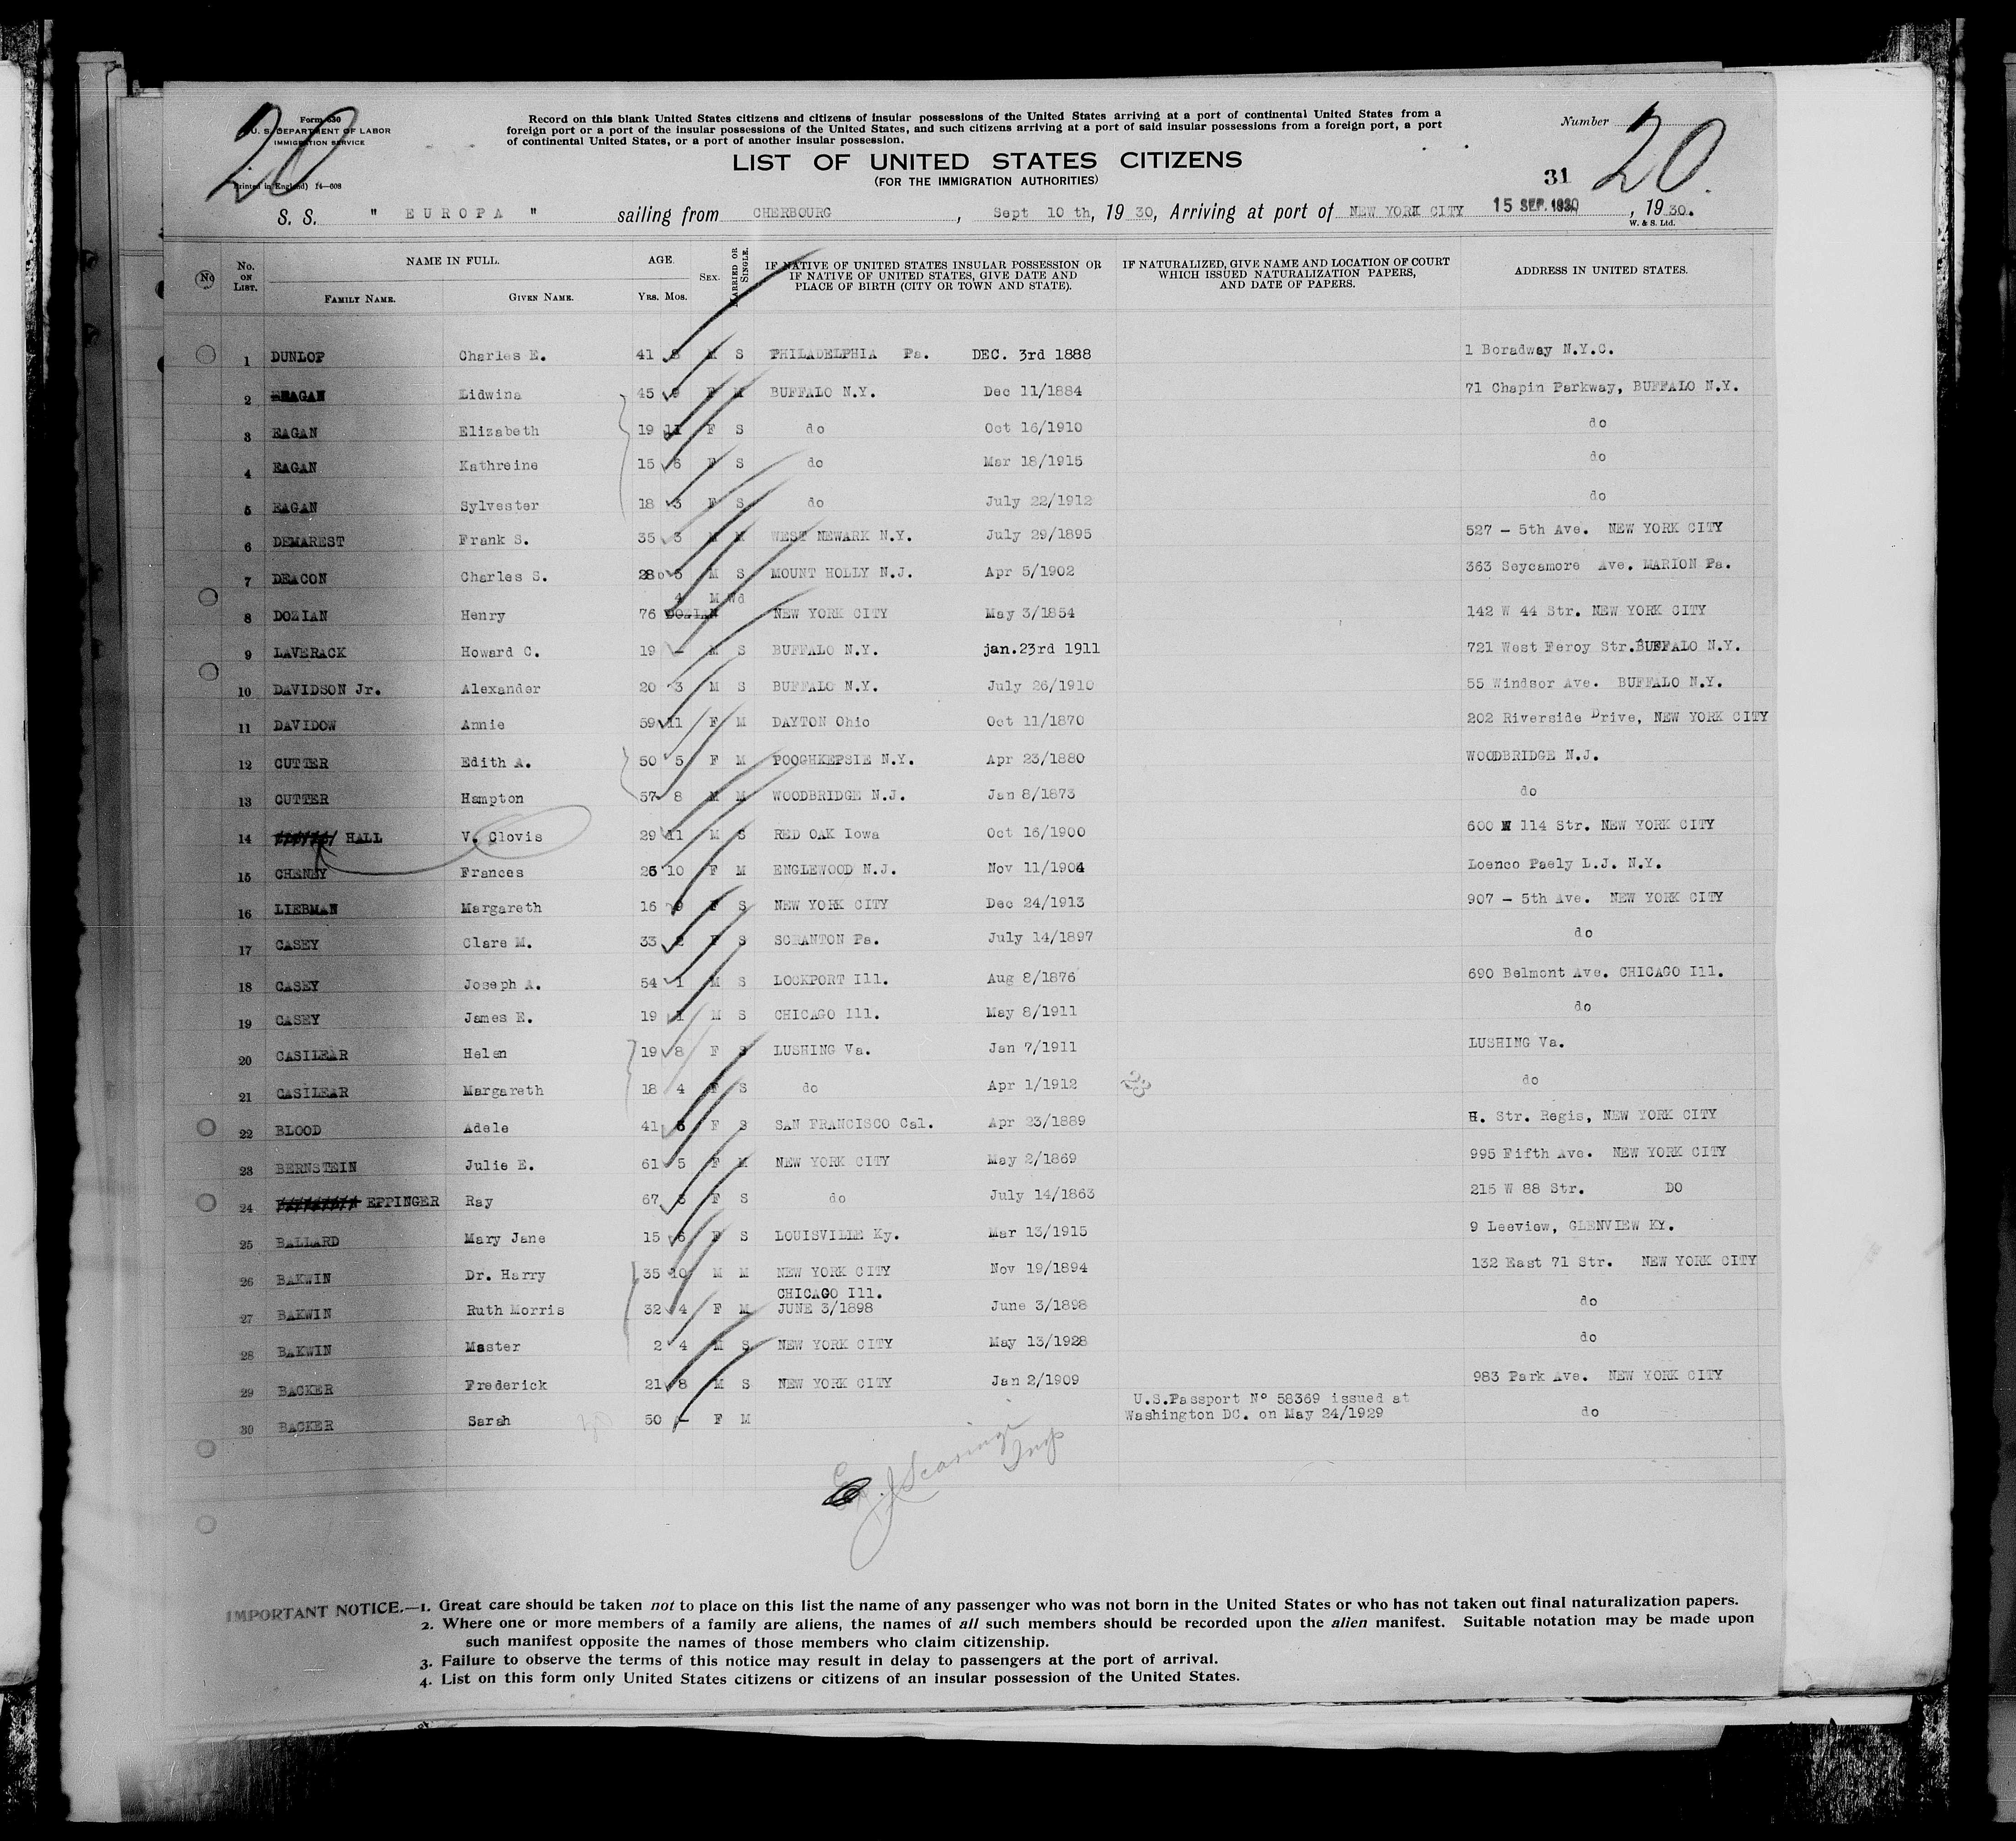 20
Form 630
U. S. DEPARTMENT OF LABOR
IMMIGRATION SERVICE
(Printed in England) 14—608
Record on this blank United States citizens and citizens of insular possessions of the United States arriving at a port of continental United States from a
foreign port or a port of the insular possessions of the United States, and such citizens arriving at a port of said insular possessions from a foreign port, a port
of continental United States, or a port of another insular possession.
Number 20
LIST OF UNITED STATES CITIZENS
(FOR THE IMMIGRATION AUTHORITIES)
31
S. S. " EUROPA " sailing from CHERBOURG, Sept 10 th, 19 30, Arriving at port of NEW YORK CITY 15 SEP. 1930, 19 30.
W. & S. Ltd.
No
No. ON LIST. NAME IN FULL. FAMILY NAME. GIVEN NAME. AGE. YRS. MOS. SEX. MARRIED OR SINGLE. IF NATIVE OF UNITED STATES INSULAR POSSESSION OR IF NATIVE OF UNITED STATES, GIVE DATE AND PLACE OF BIRTH (CITY OR TOWN AND STATE). IF NATURALIZED, GIVE NAME AND LOCATION OF COURT WHICH ISSUED NATURALIZATION PAPERS, AND DATE OF PAPERS. ADDRESS IN UNITED STATES.
1 DUNLOP Charles E. 41 8 M S PHILADELPHIA Pa. DEC. 3rd 1888 1 Boradway N.Y.C.
2 EAGAN Lidwina 45 9 F M BUFFALO N.Y. Dec 11/1884 71 Chapin Parkway, BUFFALO N.Y.
3 EAGAN Elizabeth 19 11 F S do Oct 16/1910 do
4 EAGAN Kathreine 15 6 F S do Mar 18/1915 do
5 EAGAN Sylvester 18 3 F S do July 22/1912 do
6 DEMAREST Frank S. 35 3 M M WEST NEWARK N.Y. July 29/1895 527 - 5th Ave. NEW YORK CITY
7 DEACON Charles S. 28 5 M S MOUNT HOLLY N.J. Apr 5/1902 363 Seycamore Ave. MARION Pa.
4 M Wd
8 DOZIAN Henry 76 DOZIAN NEW YORK CITY May 3/1854 142 W 44 Str. NEW YORK CITY
9 LAVERACK Howard C. 19 - M S BUFFALO N.Y. jan.23rd 1911 721 West Feroy Str.BUFFALO N.Y.
10 DAVIDSON Jr. Alexander 20 3 M S BUFFALO N.Y. July 26/1910 55 Windsor Ave. BUFFALO N.Y.
11 DAVIDOW Annie 59 11 F M DAYTON Ohio Oct 11/1870 202 Riverside Drive, NEW YORK CITY
12 CUTTER Edith A. 50 5 F M POOGHKEPSIE N.Y. Apr 23/1880 WOODBRIDGE N.J.
13 CUTTER Hampton 57 8 M M WOODBRIDGE N.J. Jan 8/1873 do
14 HALL V. Clovis 29 11 M S RED OAK Iowa Oct 16/1900 600 W 114 Str. NEW YORK CITY
15 CHENEY Frances 25 10 F M ENGLEWOOD N.J. Nov 11/1904 Loenco Paely L.J. N.Y.
16 LIEBMAN Margareth 16 9 F S NEW YORK CITY Dec 24/1913 907 - 5th Ave. NEW YORK CITY
17 CASEY Clare M. 33 2 F S SCRANTON Pa. July 14/1897 do
18 CASEY Joseph A. 54 1 M S LOCKPORT Ill. Aug 8/1876 690 Belmont Ave. CHICAGO Ill.
19 CASEY James E. 19 1 M S CHICAGO Ill. May 8/1911 do
20 CASILEAR Helen 19 8 F S LUSHING Va. Jan 7/1911 LUSHING Va.
21 CASILEAR Margareth 18 4 F S do Apr 1/1912 23 do
22 BLOOD Adele 41 5 F S SAN FRANCISCO Cal. Apr 23/1889 H. Str. Regis, NEW YORK CITY
23 BERNSTEIN Julie E. 61 5 F M NEW YORK CITY May 2/1869 995 Fifth Ave. NEW YORK CITY
24 EPPINGER Ray 67 3 F S do July 14/1863 215 W 88 Str. DO
25 BALLARD Mary Jane 15 6 F S LOUISVILLE Ky. Mar 13/1915 9 Leeview, GLENVIEW KY.
26 BAKWIN Dr. Harry 35 10 M M NEW YORK CITY Nov 19/1894 132 East 71 Str. NEW YORK CITY
CHICAGO Ill.
27 BAKWIN Ruth Morris 32 4 F M JUNE 3/1898 June 3/1898 do
28 BAKWIN Master 2 4 M S NEW YORK CITY May 13/1928 do
29 BACKER Frederick 21 8 M S NEW YORK CITY Jan 2/1909 983 Park Ave. NEW YORK CITY
U.S.Passport Nº 58369 issued at
30 BACKER Sarah 50 - F M Washington DC. on May 24/1929 do
IMPORTANT NOTICE.—1. Great care should be taken not to place on this list the name of any passenger who was not born in the United States or who has not taken out final naturalization papers.
2. Where one or more members of a family are aliens, the names of all such members should be recorded upon the alien manifest. Suitable notation may be made upon
such manifest opposite the names of those members who claim citizenship.
3. Failure to observe the terms of this notice may result in delay to passengers at the port of arrival.
4. List on this form only United States citizens or citizens of an insular possession of the United States.